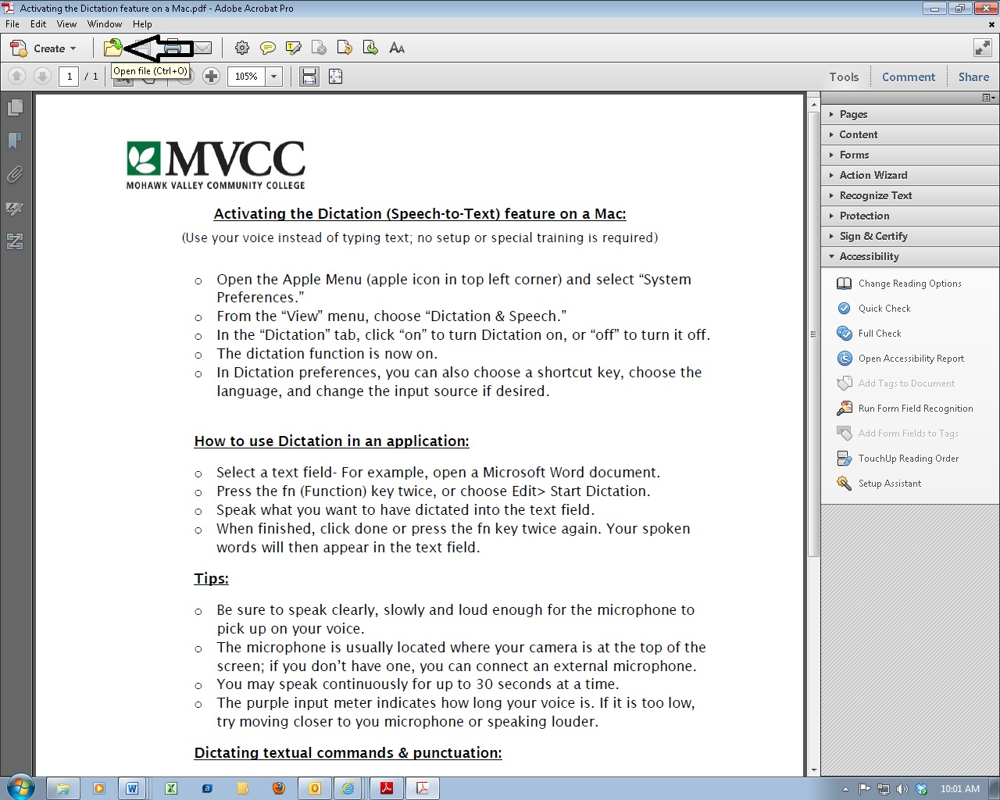 Activating the Dictation feature on a Mac.pdf - Adobe Acrobat Pro
File Edit View Window Help
Create
Open file (Ctrl+O)
1 / 1 105% Tools Comment Share
MVCC
MOHAWK VALLEY COMMUNITY COLLEGE
Activating the Dictation (Speech-to-Text) feature on a Mac:
(Use your voice instead of typing text; no setup or special training is required)
o Open the Apple Menu (apple icon in top left corner) and select “System
Preferences.”
o From the “View” menu, choose “Dictation & Speech.”
o In the “Dictation” tab, click “on” to turn Dictation on, or “off” to turn it off.
o The dictation function is now on.
o In Dictation preferences, you can also choose a shortcut key, choose the
language, and change the input source if desired.
How to use Dictation in an application:
o Select a text field- For example, open a Microsoft Word document.
o Press the fn (Function) key twice, or choose Edit> Start Dictation.
o Speak what you want to have dictated into the text field.
o When finished, click done or press the fn key twice again. Your spoken
words will then appear in the text field.
Tips:
o Be sure to speak clearly, slowly and loud enough for the microphone to
pick up on your voice.
o The microphone is usually located where your camera is at the top of the
screen; if you don’t have one, you can connect an external microphone.
o You may speak continuously for up to 30 seconds at a time.
o The purple input meter indicates how long your voice is. If it is too low,
try moving closer to you microphone or speaking louder.
Dictating textual commands & punctuation:
Pages
Content
Forms
Action Wizard
Recognize Text
Protection
Sign & Certify
Accessibility
Change Reading Options
Quick Check
Full Check
Open Accessibility Report
Add Tags to Document
Run Form Field Recognition
Add Form Fields to Tags
TouchUp Reading Order
Setup Assistant
10:01 AM